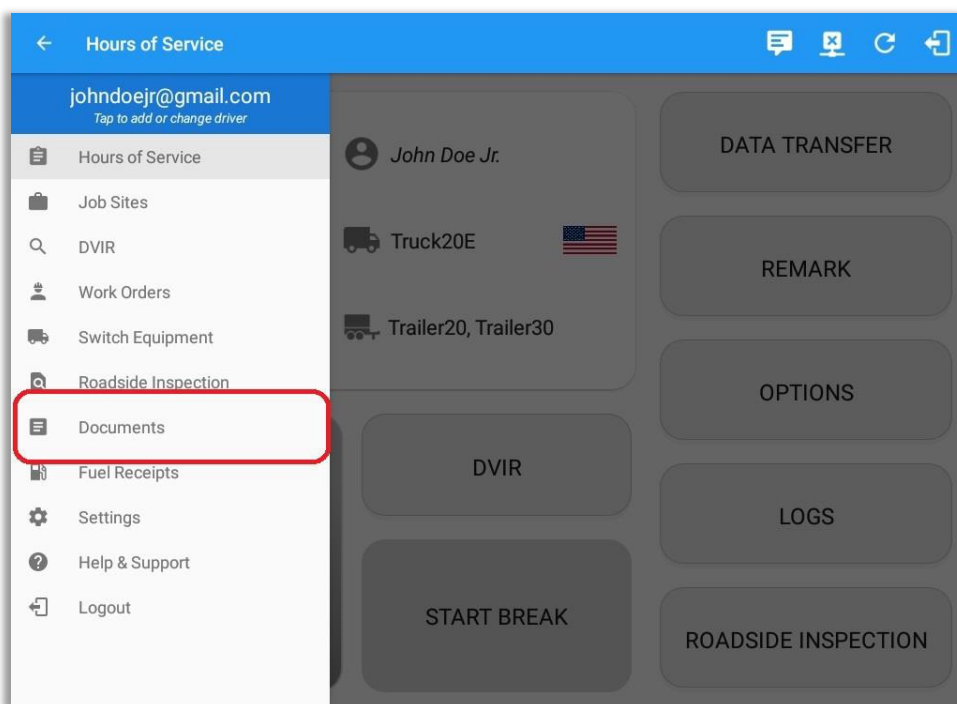 Hours of Service
johndoejr@gmail.com
Tap to add or change driver
Hours of Service
Job Sites
DVIR
Work Orders
Switch Equipment
Roadside Inspection
Documents
Fuel Receipts
Settings
Help & Support
Logout
John Doe Jr.
Truck20E
Trailer20, Trailer30
DVIR
START BREAK
DATA TRANSFER
REMARK
OPTIONS
LOGS
ROADSIDE INSPECTION